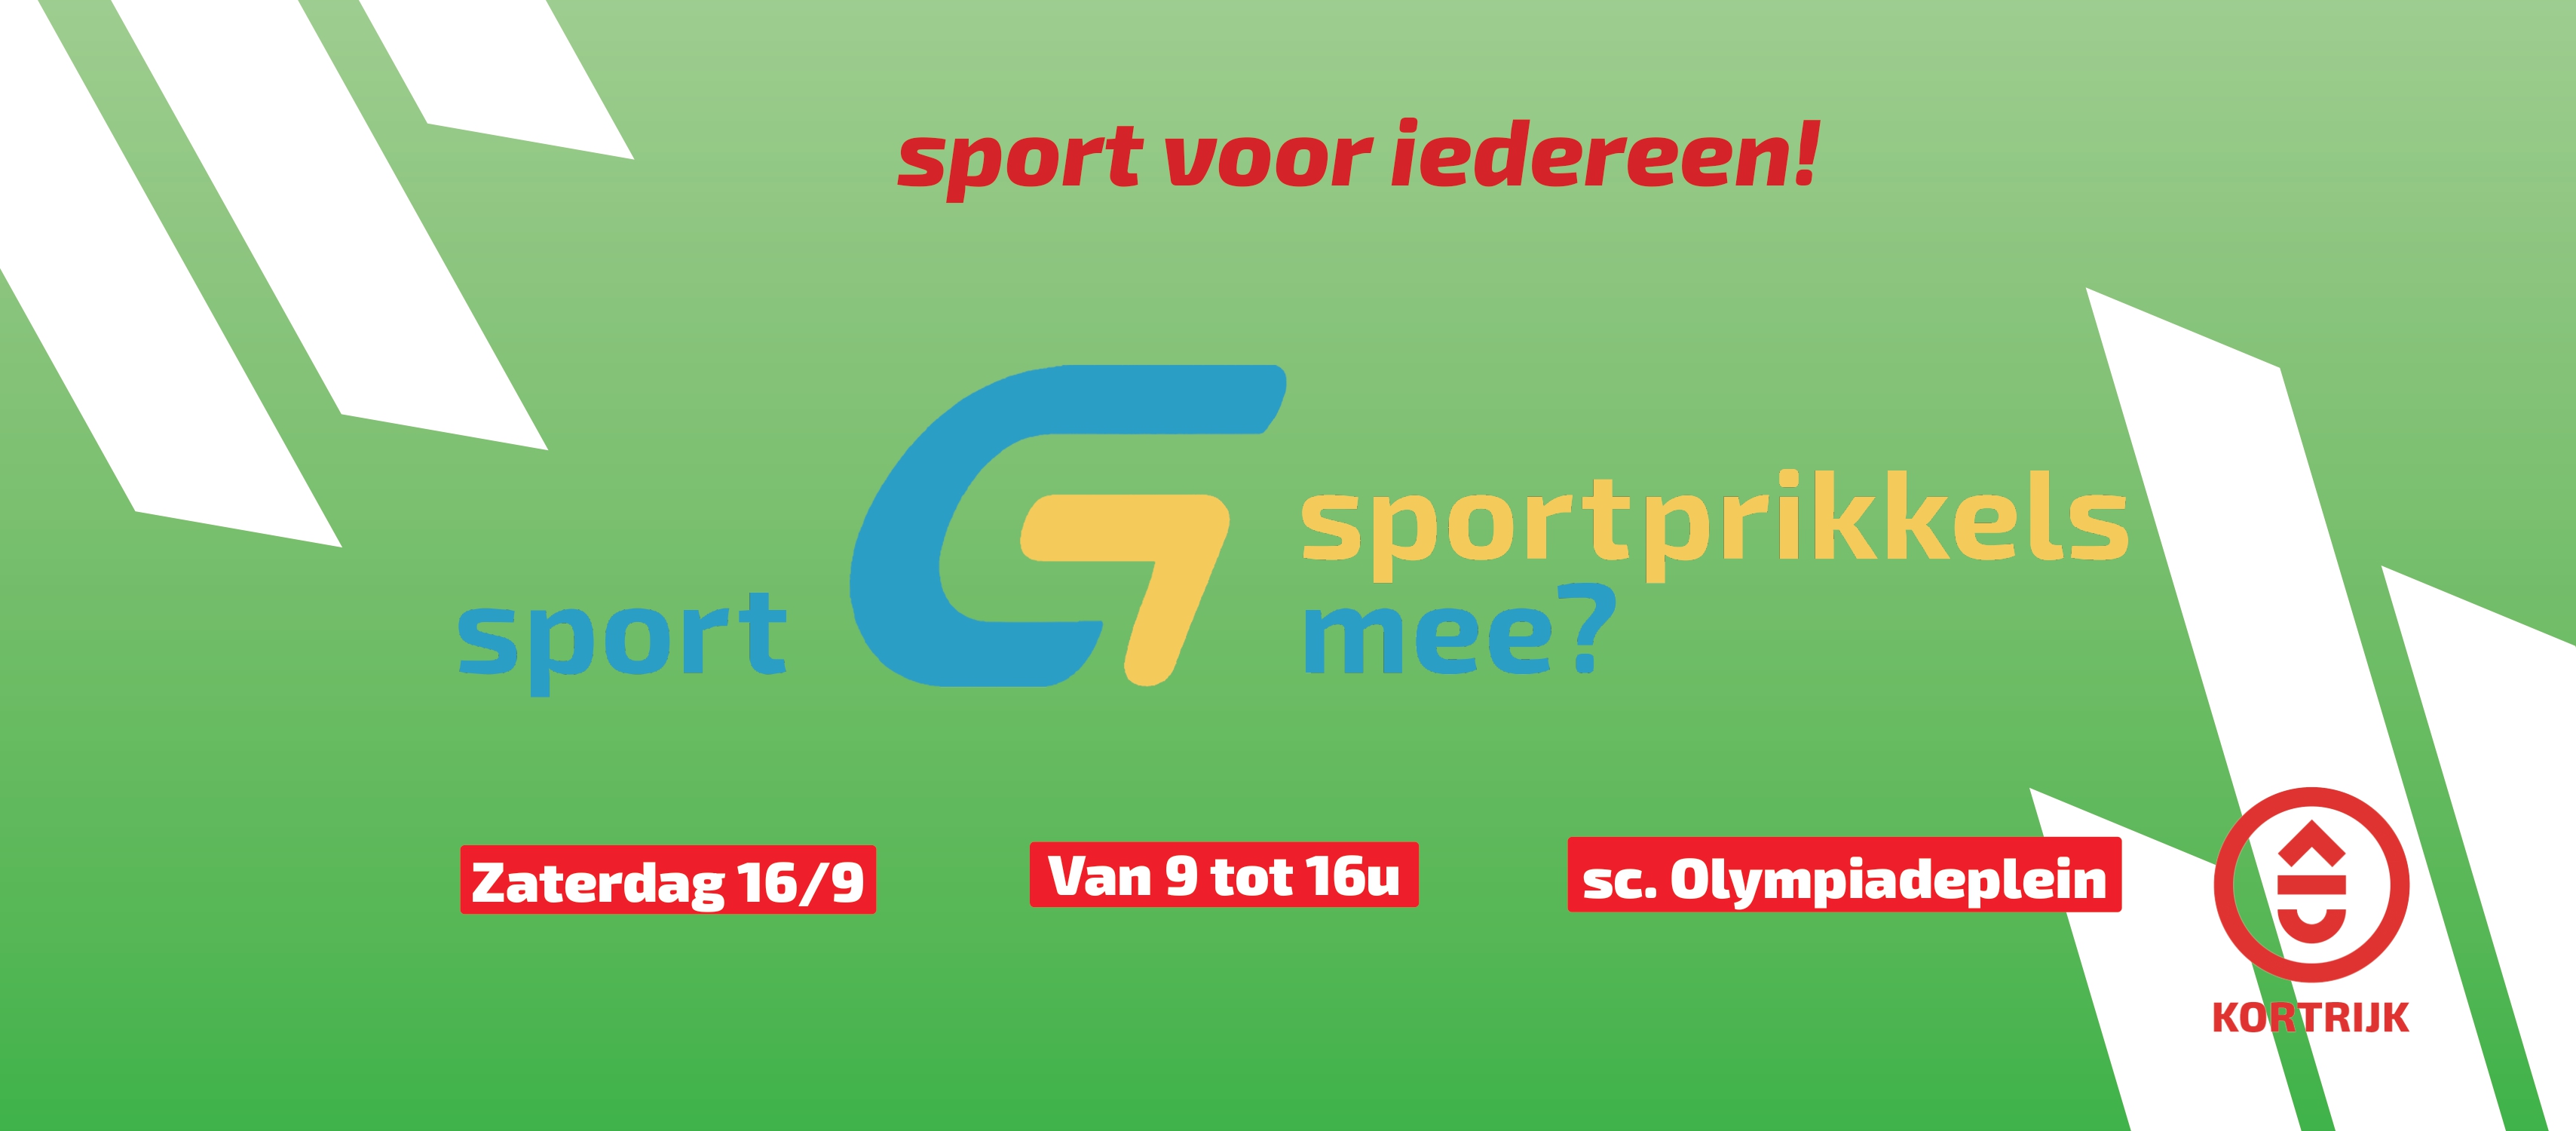 sport voor iedereen!
G sportprikkels
sport G mee?
Zaterdag 16/9
Van 9 tot 16u
sc. Olympiadeplein
KORTRIJK